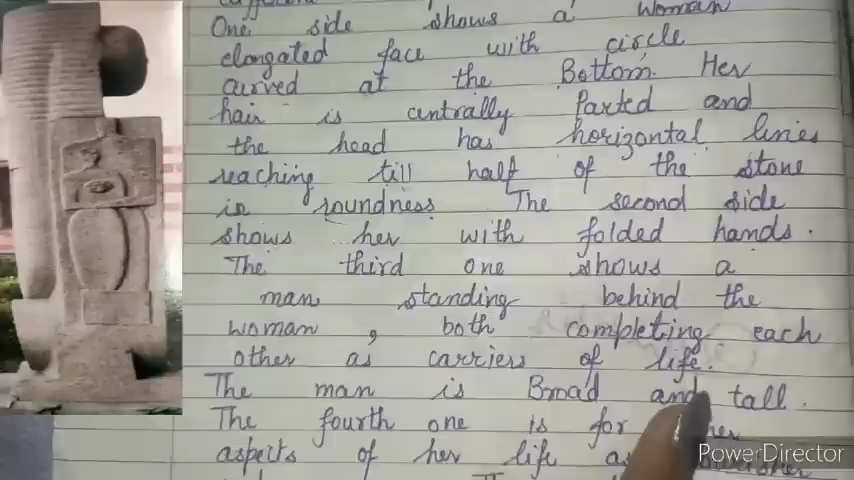 One side shows a Woman
elongated face with circle
curved at the Bottom. Her
hair is centrally Parted and
the head has horizontal lines
reaching till half of the stone
in roundness. The second side
shows her with folded hands.
The third one shows a
man standing behind the
woman, both completing each
other as carriers of life.
The man is Broad and tall.
The fourth one is for
aspects of her life as
PowerDirector